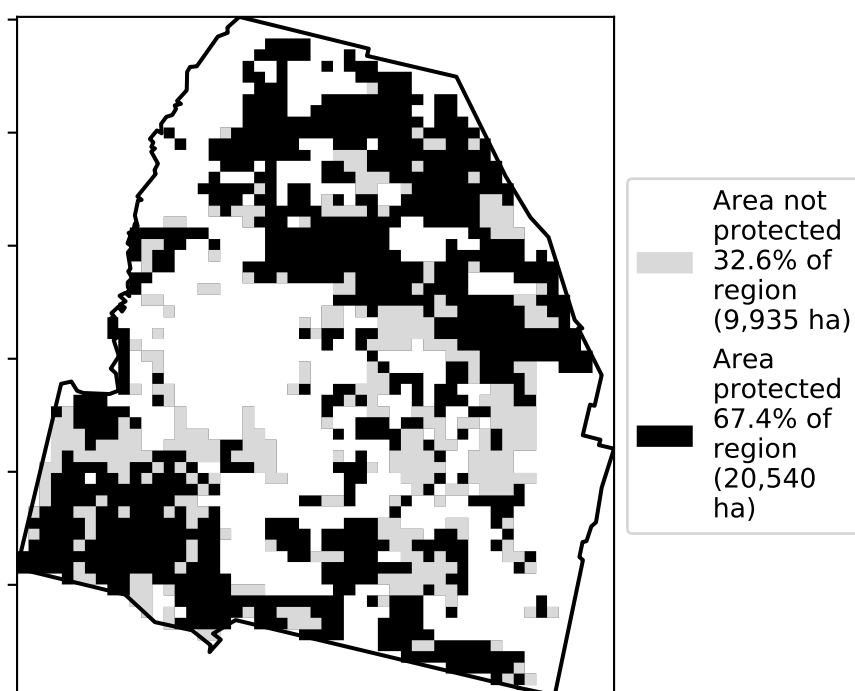 Area not
protected
32.6% of
region
(9,935 ha)
Area
protected
67.4% of
region
(20,540
ha)